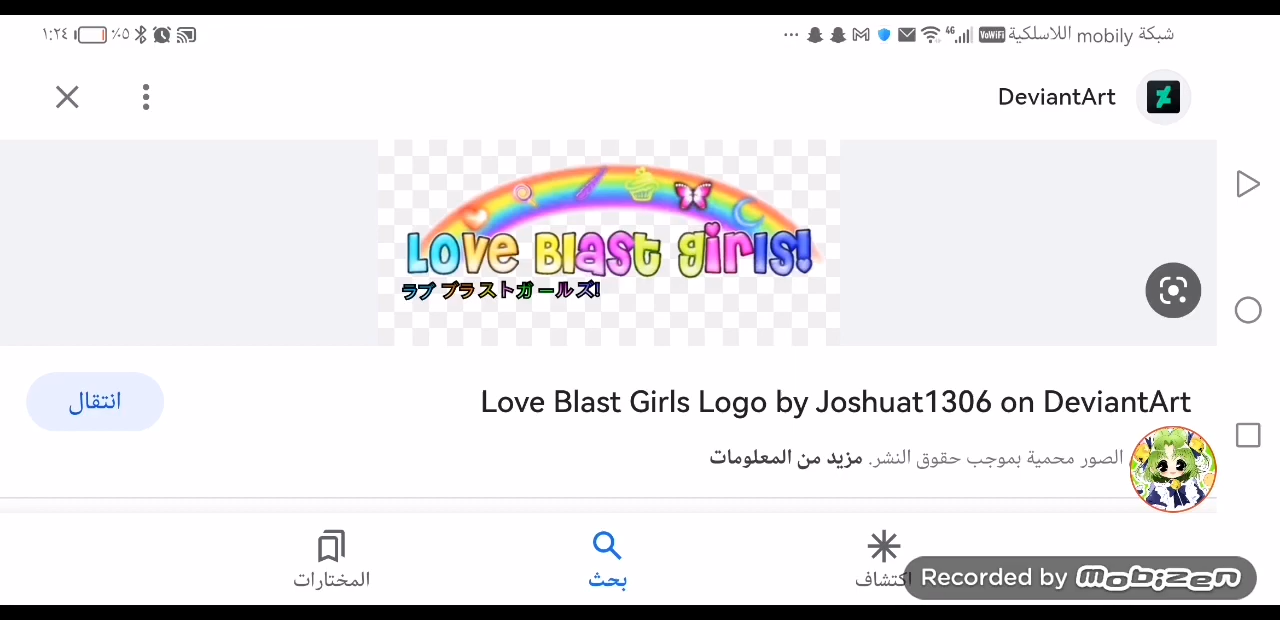 شبكة mobily اللاسلكية VoWiFi 4G ٥٪ ١:٢٤
DeviantArt
Love Blast girls!
ラブ ブラストガールズ!
Love Blast Girls Logo by Joshuat1306 on DeviantArt
انتقال
الصور محمية بموجب حقوق النشر. مزيد من المعلومات
اكتشاف
بحث
المختارات
Recorded by mobizen